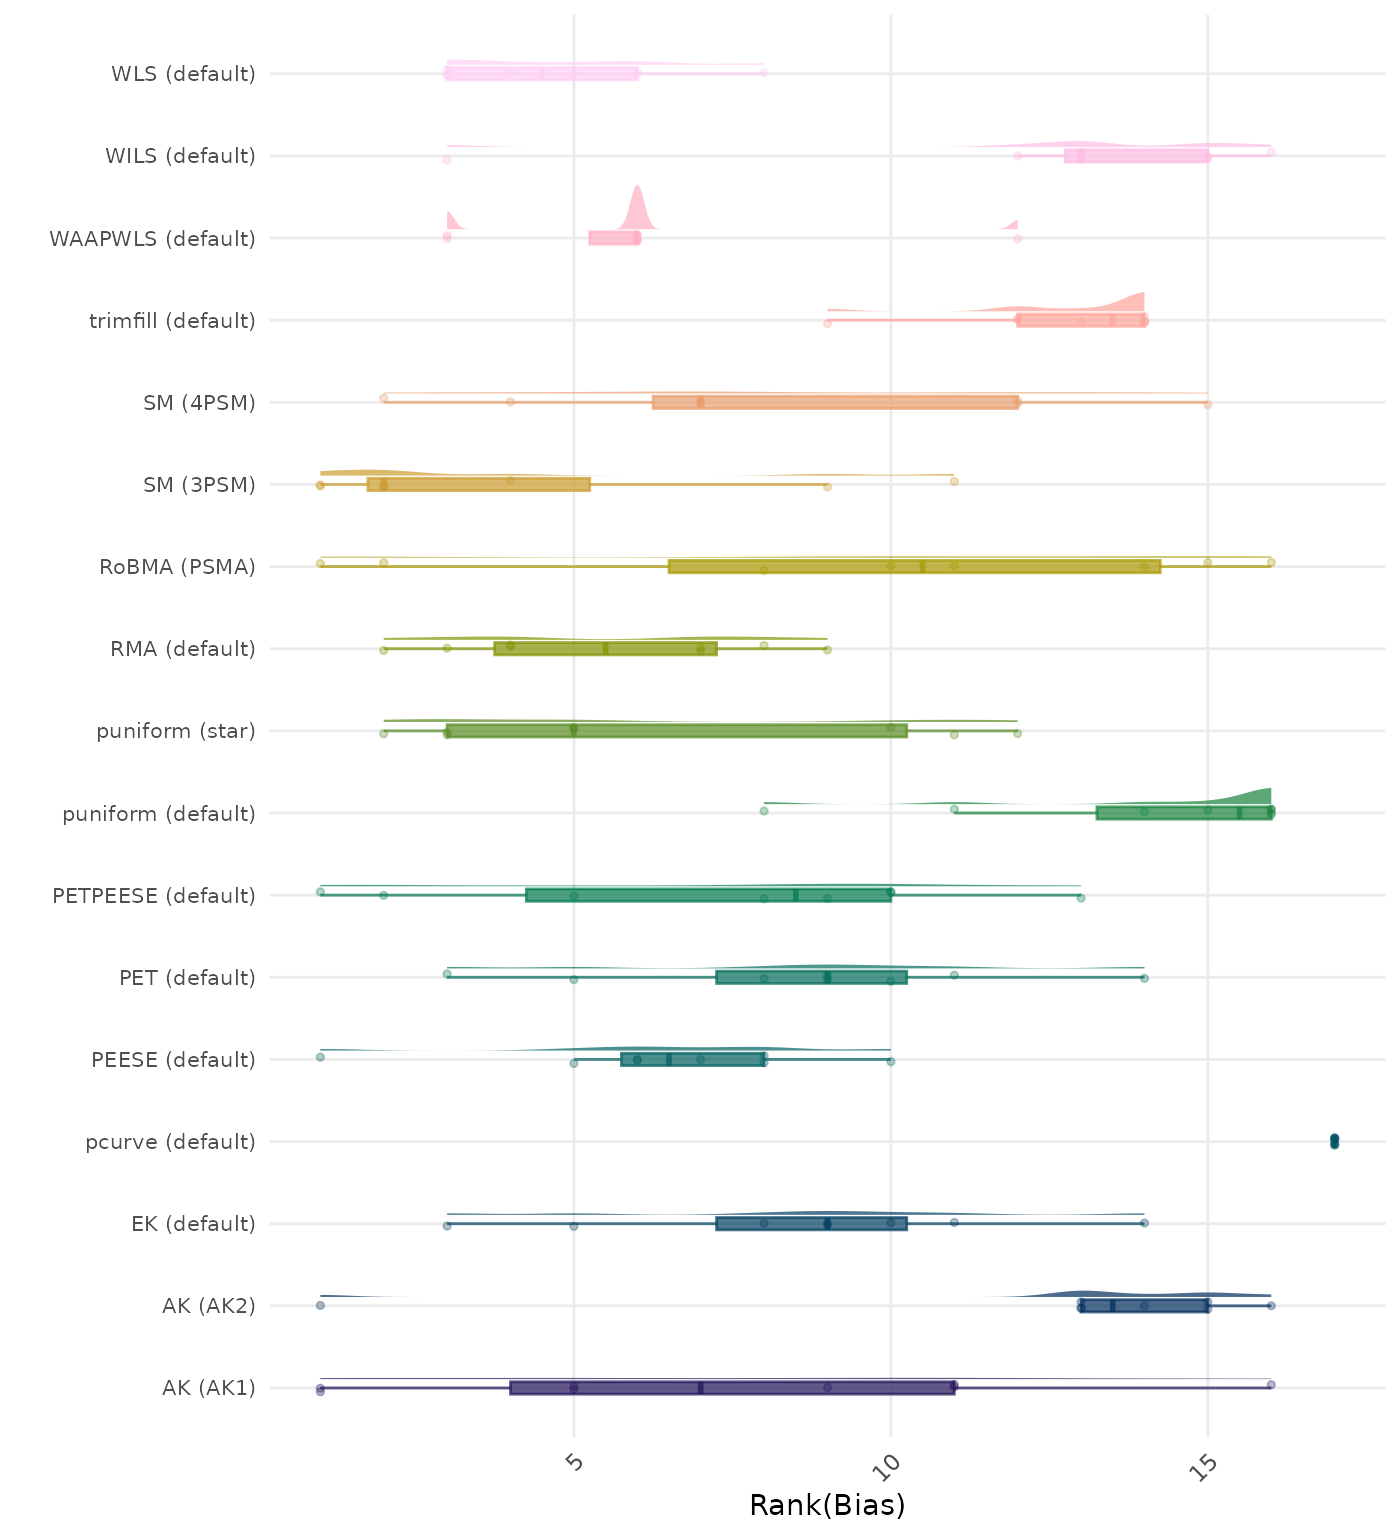 WLS (default)
WILS (default)
WAAPWLS (default)
trimfill (default)
SM (4PSM)
SM (3PSM)
RoBMA (PSMA)
RMA (default)
puniform (star)
puniform (default)
PETPEESE (default)
PET (default)
PEESE (default)
pcurve (default)
EK (default)
AK (AK2)
AK (AK1)
5
10
15
Rank(Bias)